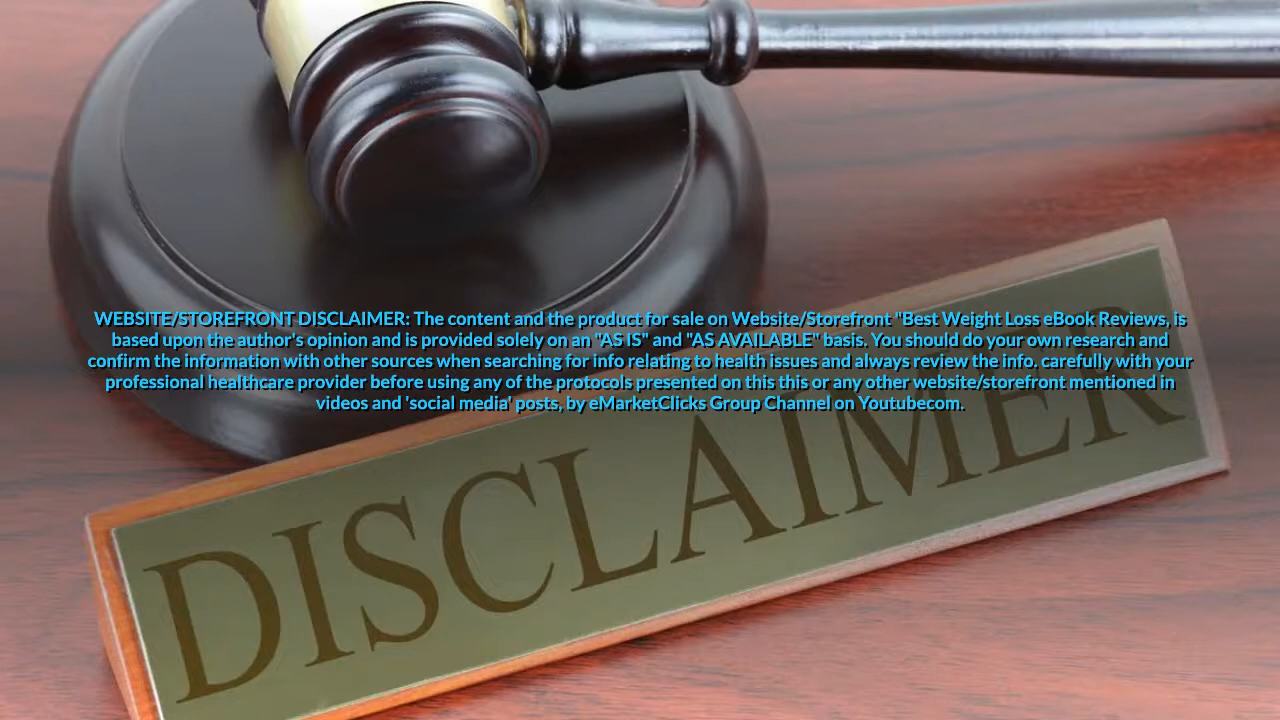 WEBSITE/STOREFRONT DISCLAIMER: The content and the product for sale on Website/Storefront "Best Weight Loss eBook Reviews, is
based upon the author's opinion and is provided solely on an "AS IS" and "AS AVAILABLE" basis. You should do your own research and
confirm the information with other sources when searching for info relating to health issues and always review the info. carefully with your
professional healthcare provider before using any of the protocols presented on this this or any other website/storefront mentioned in
videos and 'social media' posts, by eMarketClicks Group Channel on Youtubecom.
DISCLAIMER